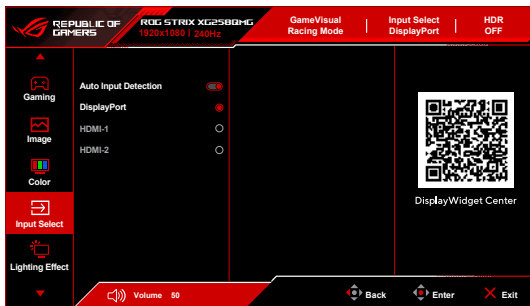 REPUBLIC OF
GAMERS
ROG STRIX XG258QMG
1920x1080 | 240Hz
GameVisual
Racing Mode
Input Select
DisplayPort
HDR
OFF
Gaming
Image
Color
Input Select
Lighting Effect
Auto Input Detection
DisplayPort
HDMI-1
HDMI-2
DisplayWidget Center
Volume 50
Back
Enter
Exit